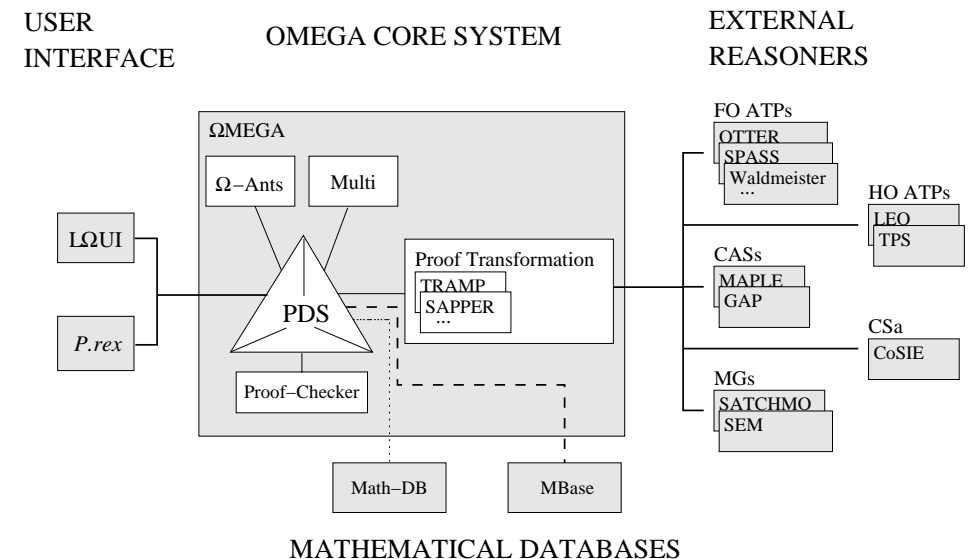 USER
INTERFACE
OMEGA CORE SYSTEM
EXTERNAL
REASONERS
ΩMEGA
Ω−Ants
Multi
LΩUI
P.rex
PDS
Proof−Checker
Proof Transformation
TRAMP
SAPPER
...
FO ATPs
OTTER
SPASS
Waldmeister
...
HO ATPs
LEO
TPS
CASs
MAPLE
GAP
CSa
CoSIE
MGs
SATCHMO
SEM
Math−DB
MBase
MATHEMATICAL DATABASES